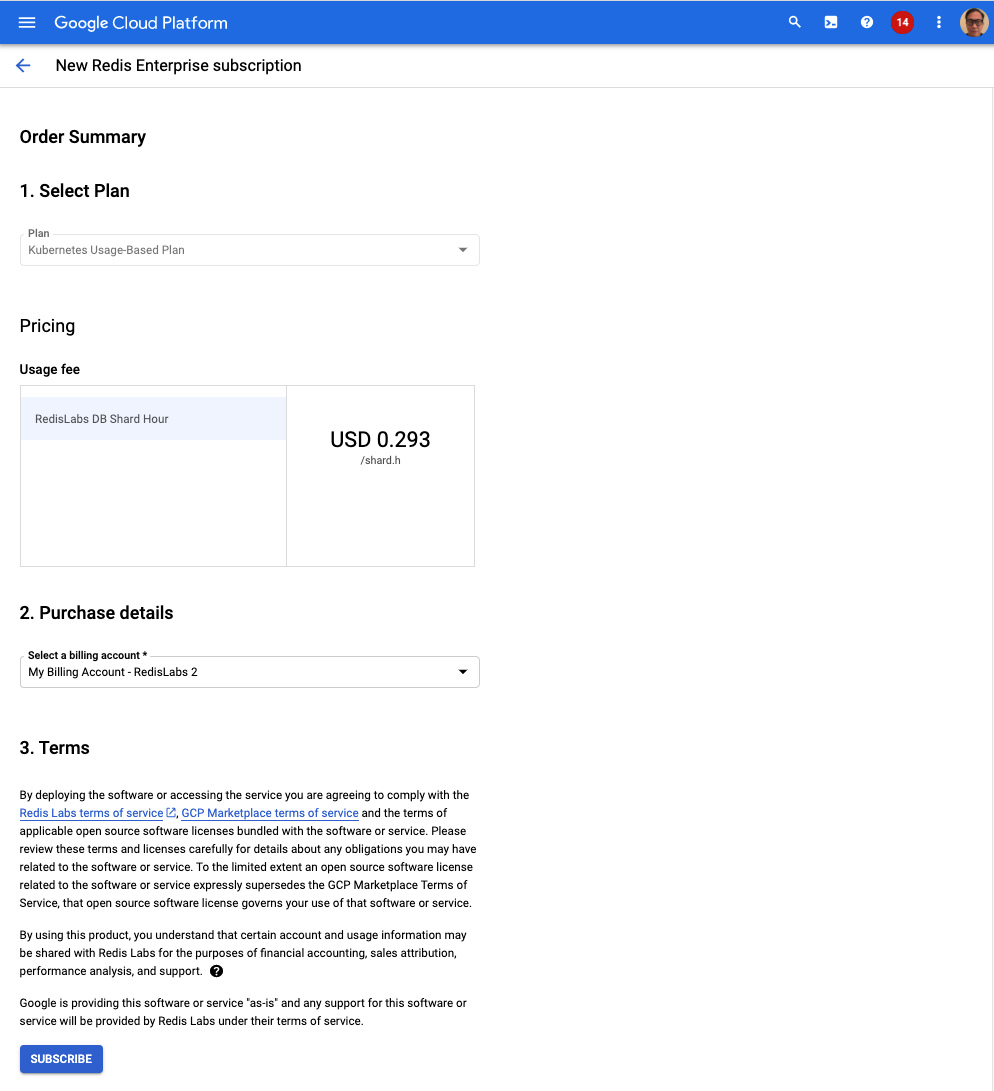 Google Cloud Platform
14
New Redis Enterprise subscription
Order Summary
1. Select Plan
Plan
Kubernetes Usage-Based Plan
Pricing
Usage fee
RedisLabs DB Shard Hour
USD 0.293
/shard.h
2. Purchase details
Select a billing account *
My Billing Account - RedisLabs 2
3. Terms
By deploying the software or accessing the service you are agreeing to comply with the
Redis Labs terms of service, GCP Marketplace terms of service and the terms of
applicable open source software licenses bundled with the software or service. Please
review these terms and licenses carefully for details about any obligations you may have
related to the software or service. To the limited extent an open source software license
related to the software or service expressly supersedes the GCP Marketplace Terms of
Service, that open source software license governs your use of that software or service.
By using this product, you understand that certain account and usage information may
be shared with Redis Labs for the purposes of financial accounting, sales attribution,
performance analysis, and support.
Google is providing this software or service "as-is" and any support for this software or
service will be provided by Redis Labs under their terms of service.
SUBSCRIBE